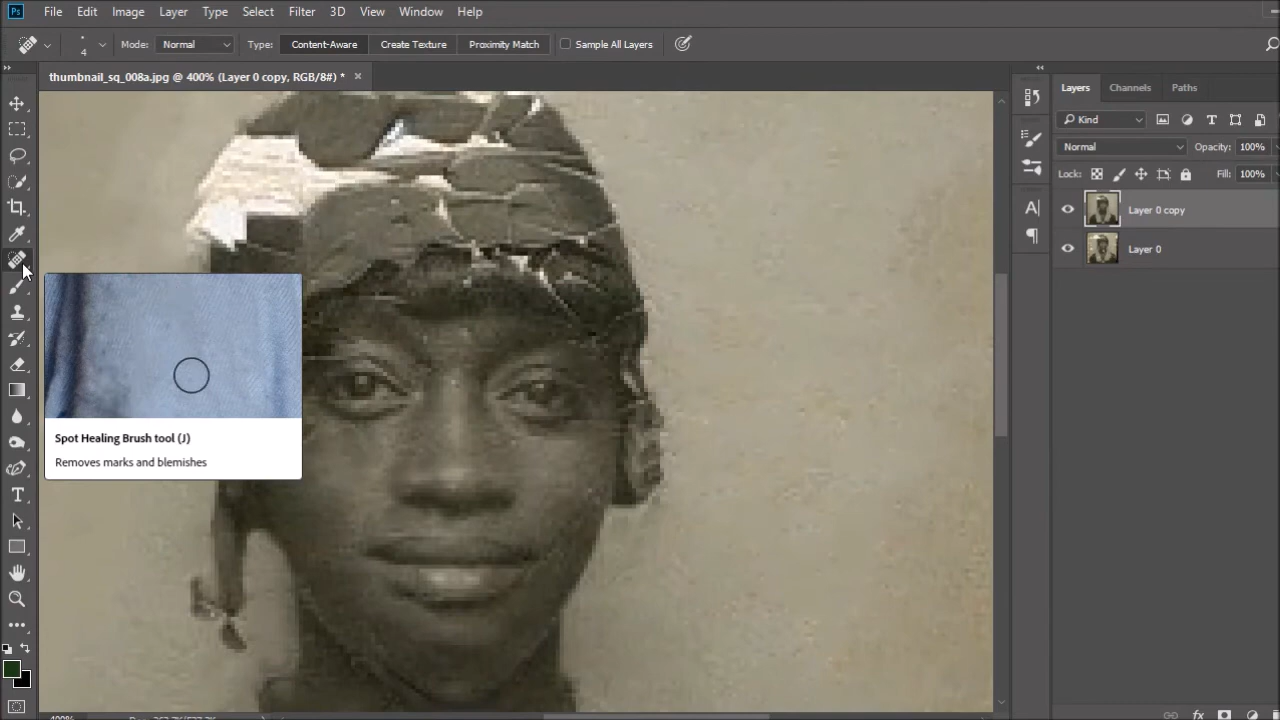 Ps File Edit Image Layer Type Select Filter 3D View Window Help
4 Mode: Normal Type: Content-Aware Create Texture Proximity Match Sample All Layers
thumbnail_sq_008a.jpg @ 400% (Layer 0 copy, RGB/8#) * ×
Layers Channels Paths
Kind
Normal Opacity: 100%
Lock: Fill: 100%
Layer 0 copy
Layer 0
Spot Healing Brush tool (J)
Removes marks and blemishes